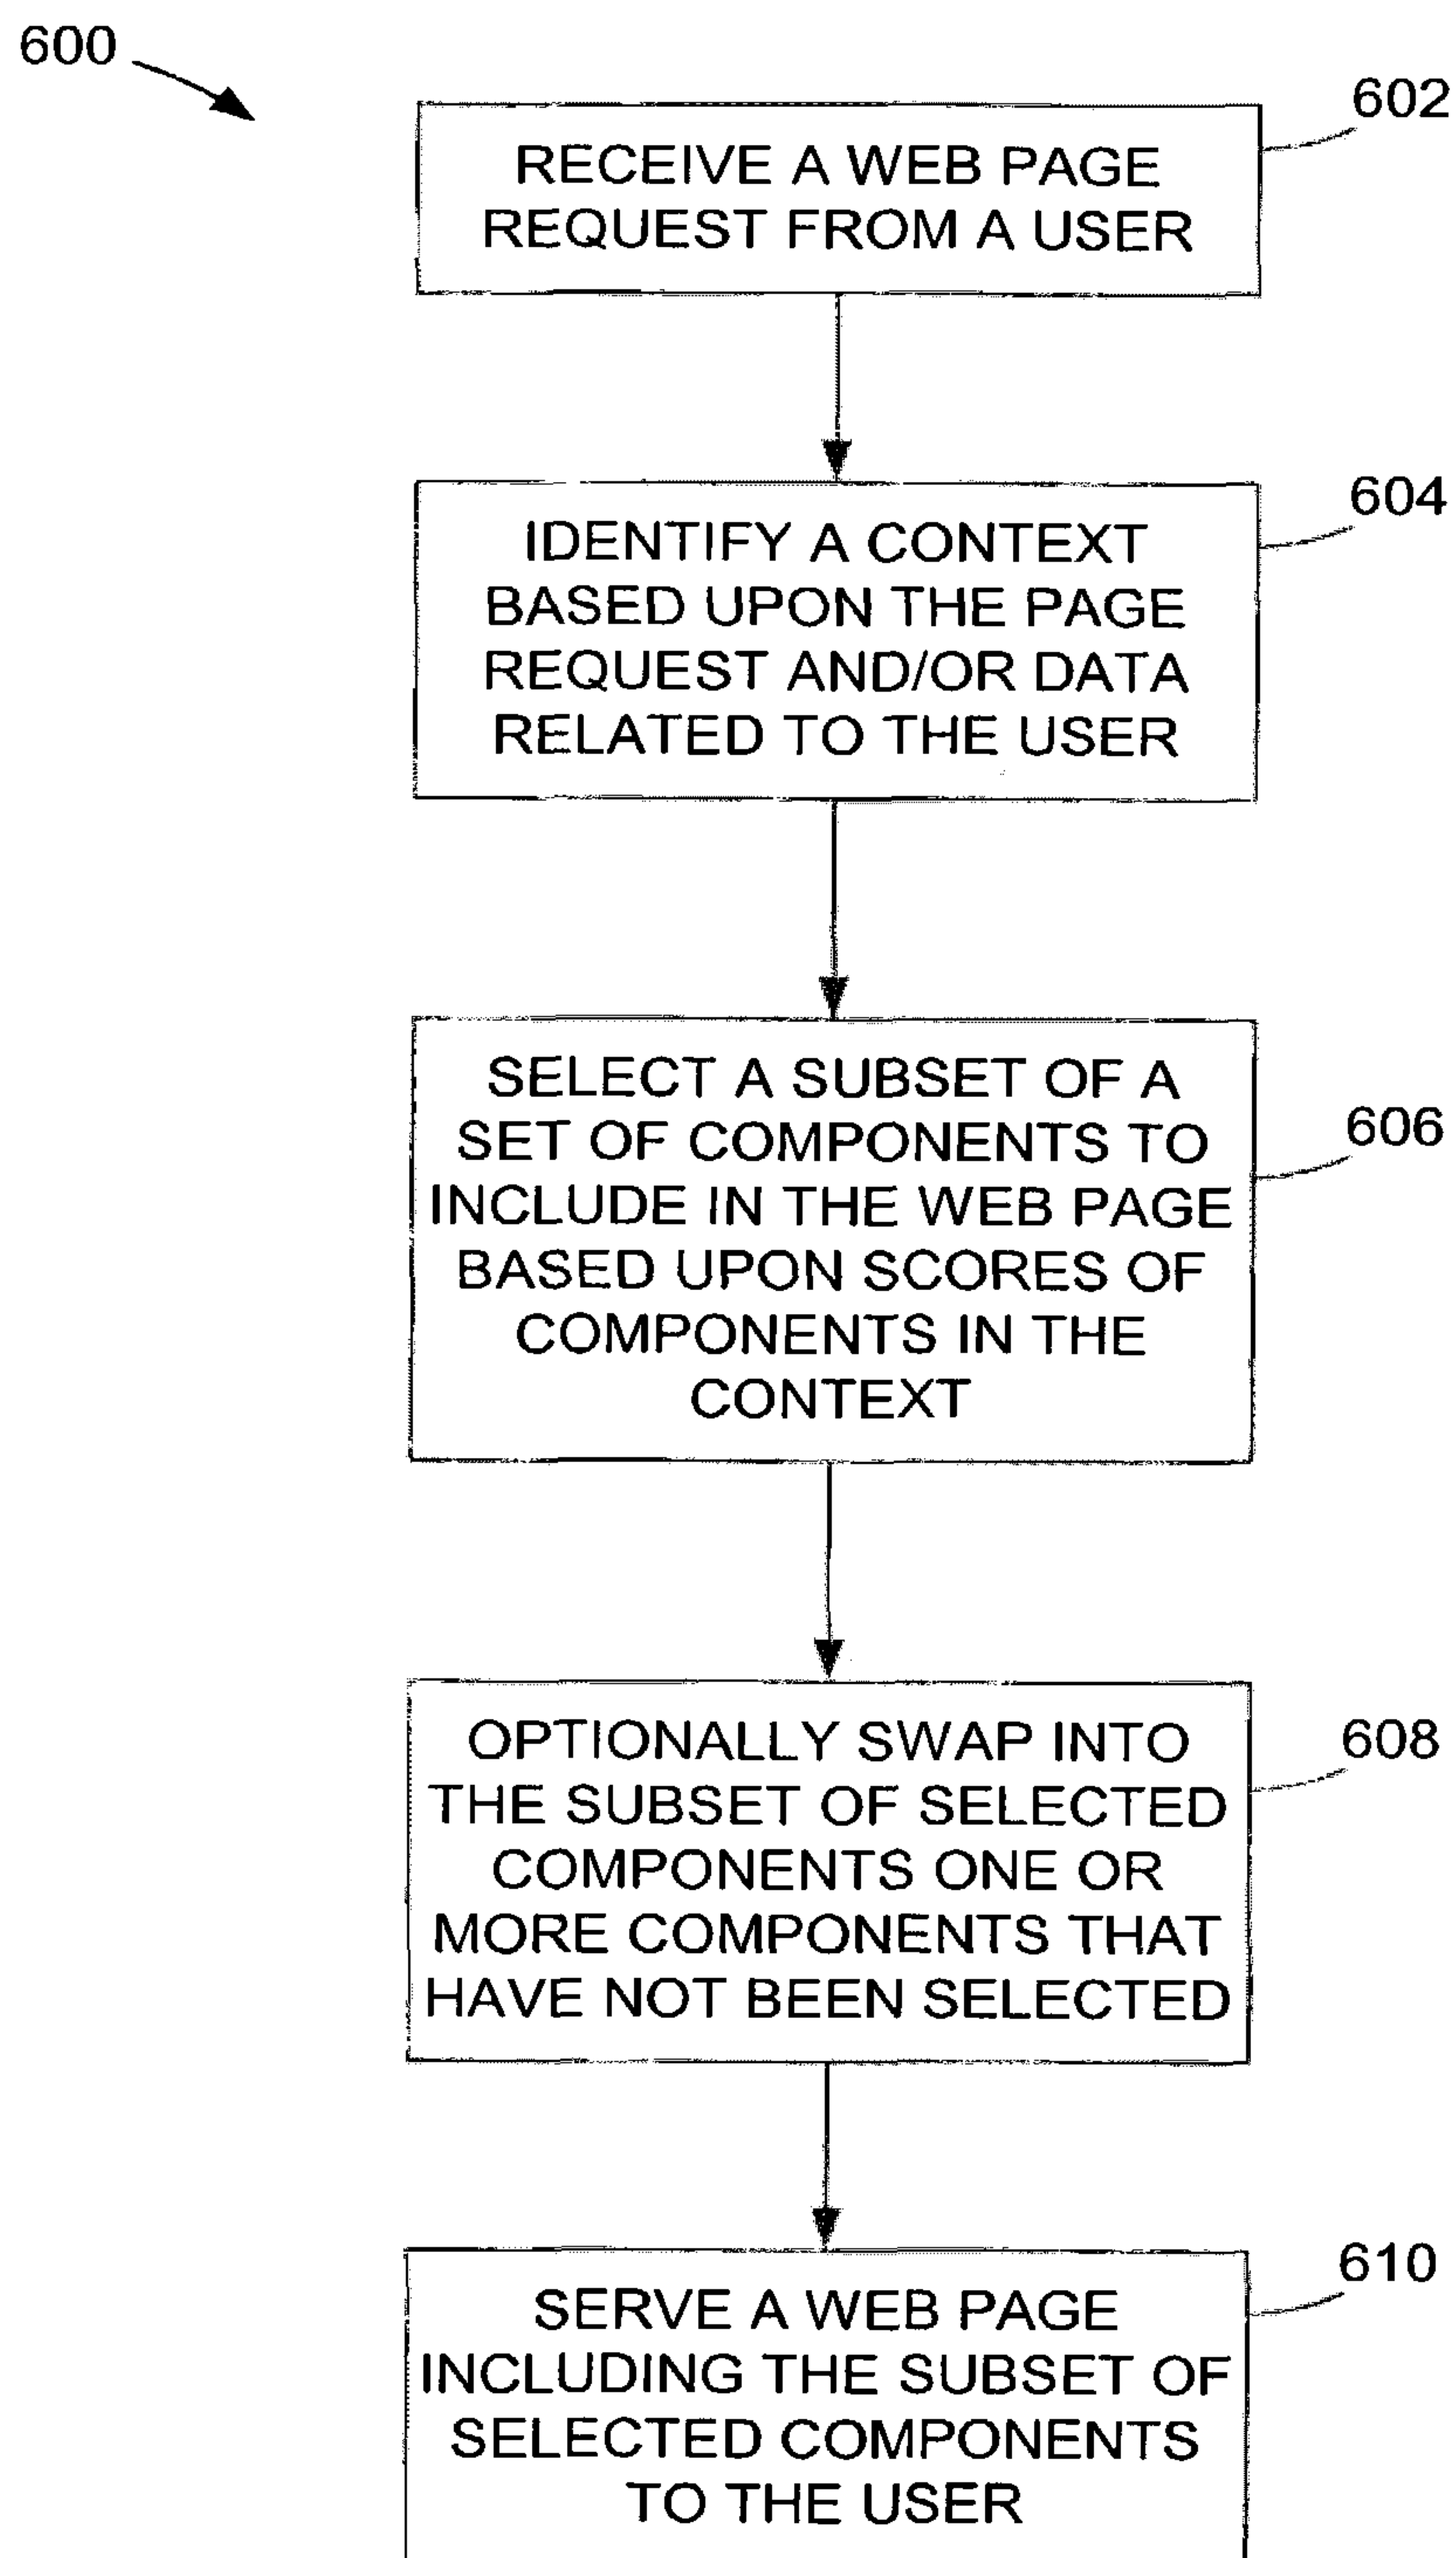 600
602
RECEIVE A WEB PAGE
REQUEST FROM A USER
604
IDENTIFY A CONTEXT
BASED UPON THE PAGE
REQUEST AND/OR DATA
RELATED TO THE USER
606
SELECT A SUBSET OF A
SET OF COMPONENTS TO
INCLUDE IN THE WEB PAGE
BASED UPON SCORES OF
COMPONENTS IN THE
CONTEXT
608
OPTIONALLY SWAP INTO
THE SUBSET OF SELECTED
COMPONENTS ONE OR
MORE COMPONENTS THAT
HAVE NOT BEEN SELECTED
610
SERVE A WEB PAGE
INCLUDING THE SUBSET OF
SELECTED COMPONENTS
TO THE USER